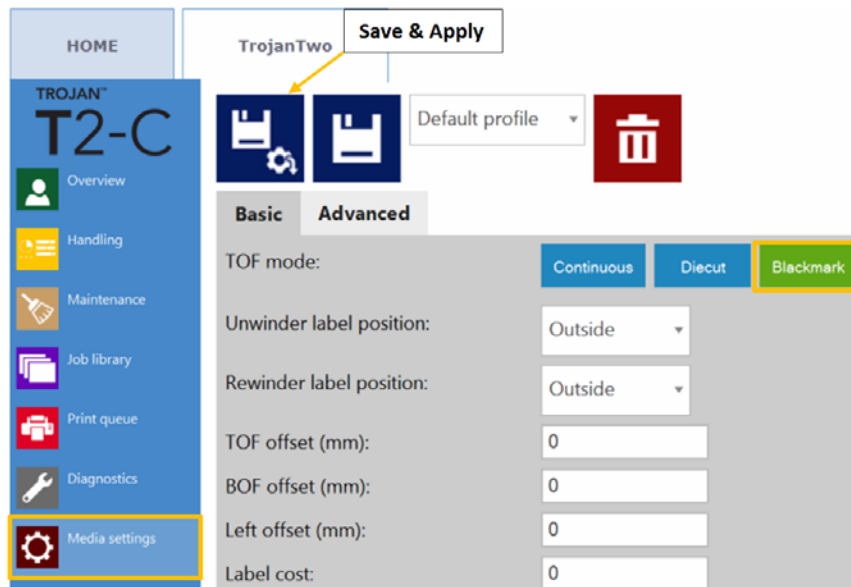 Save & Apply
HOME
TrojanTwo
TROJAN™
T2-C
Default profile
Overview
Handling
Maintenance
Job library
Print queue
Diagnostics
Media settings
Basic
Advanced
TOF mode:
Continuous
Diecut
Blackmark
Unwinder label position:
Outside
Rewinder label position:
Outside
TOF offset (mm):
0
BOF offset (mm):
0
Left offset (mm):
0
Label cost:
0